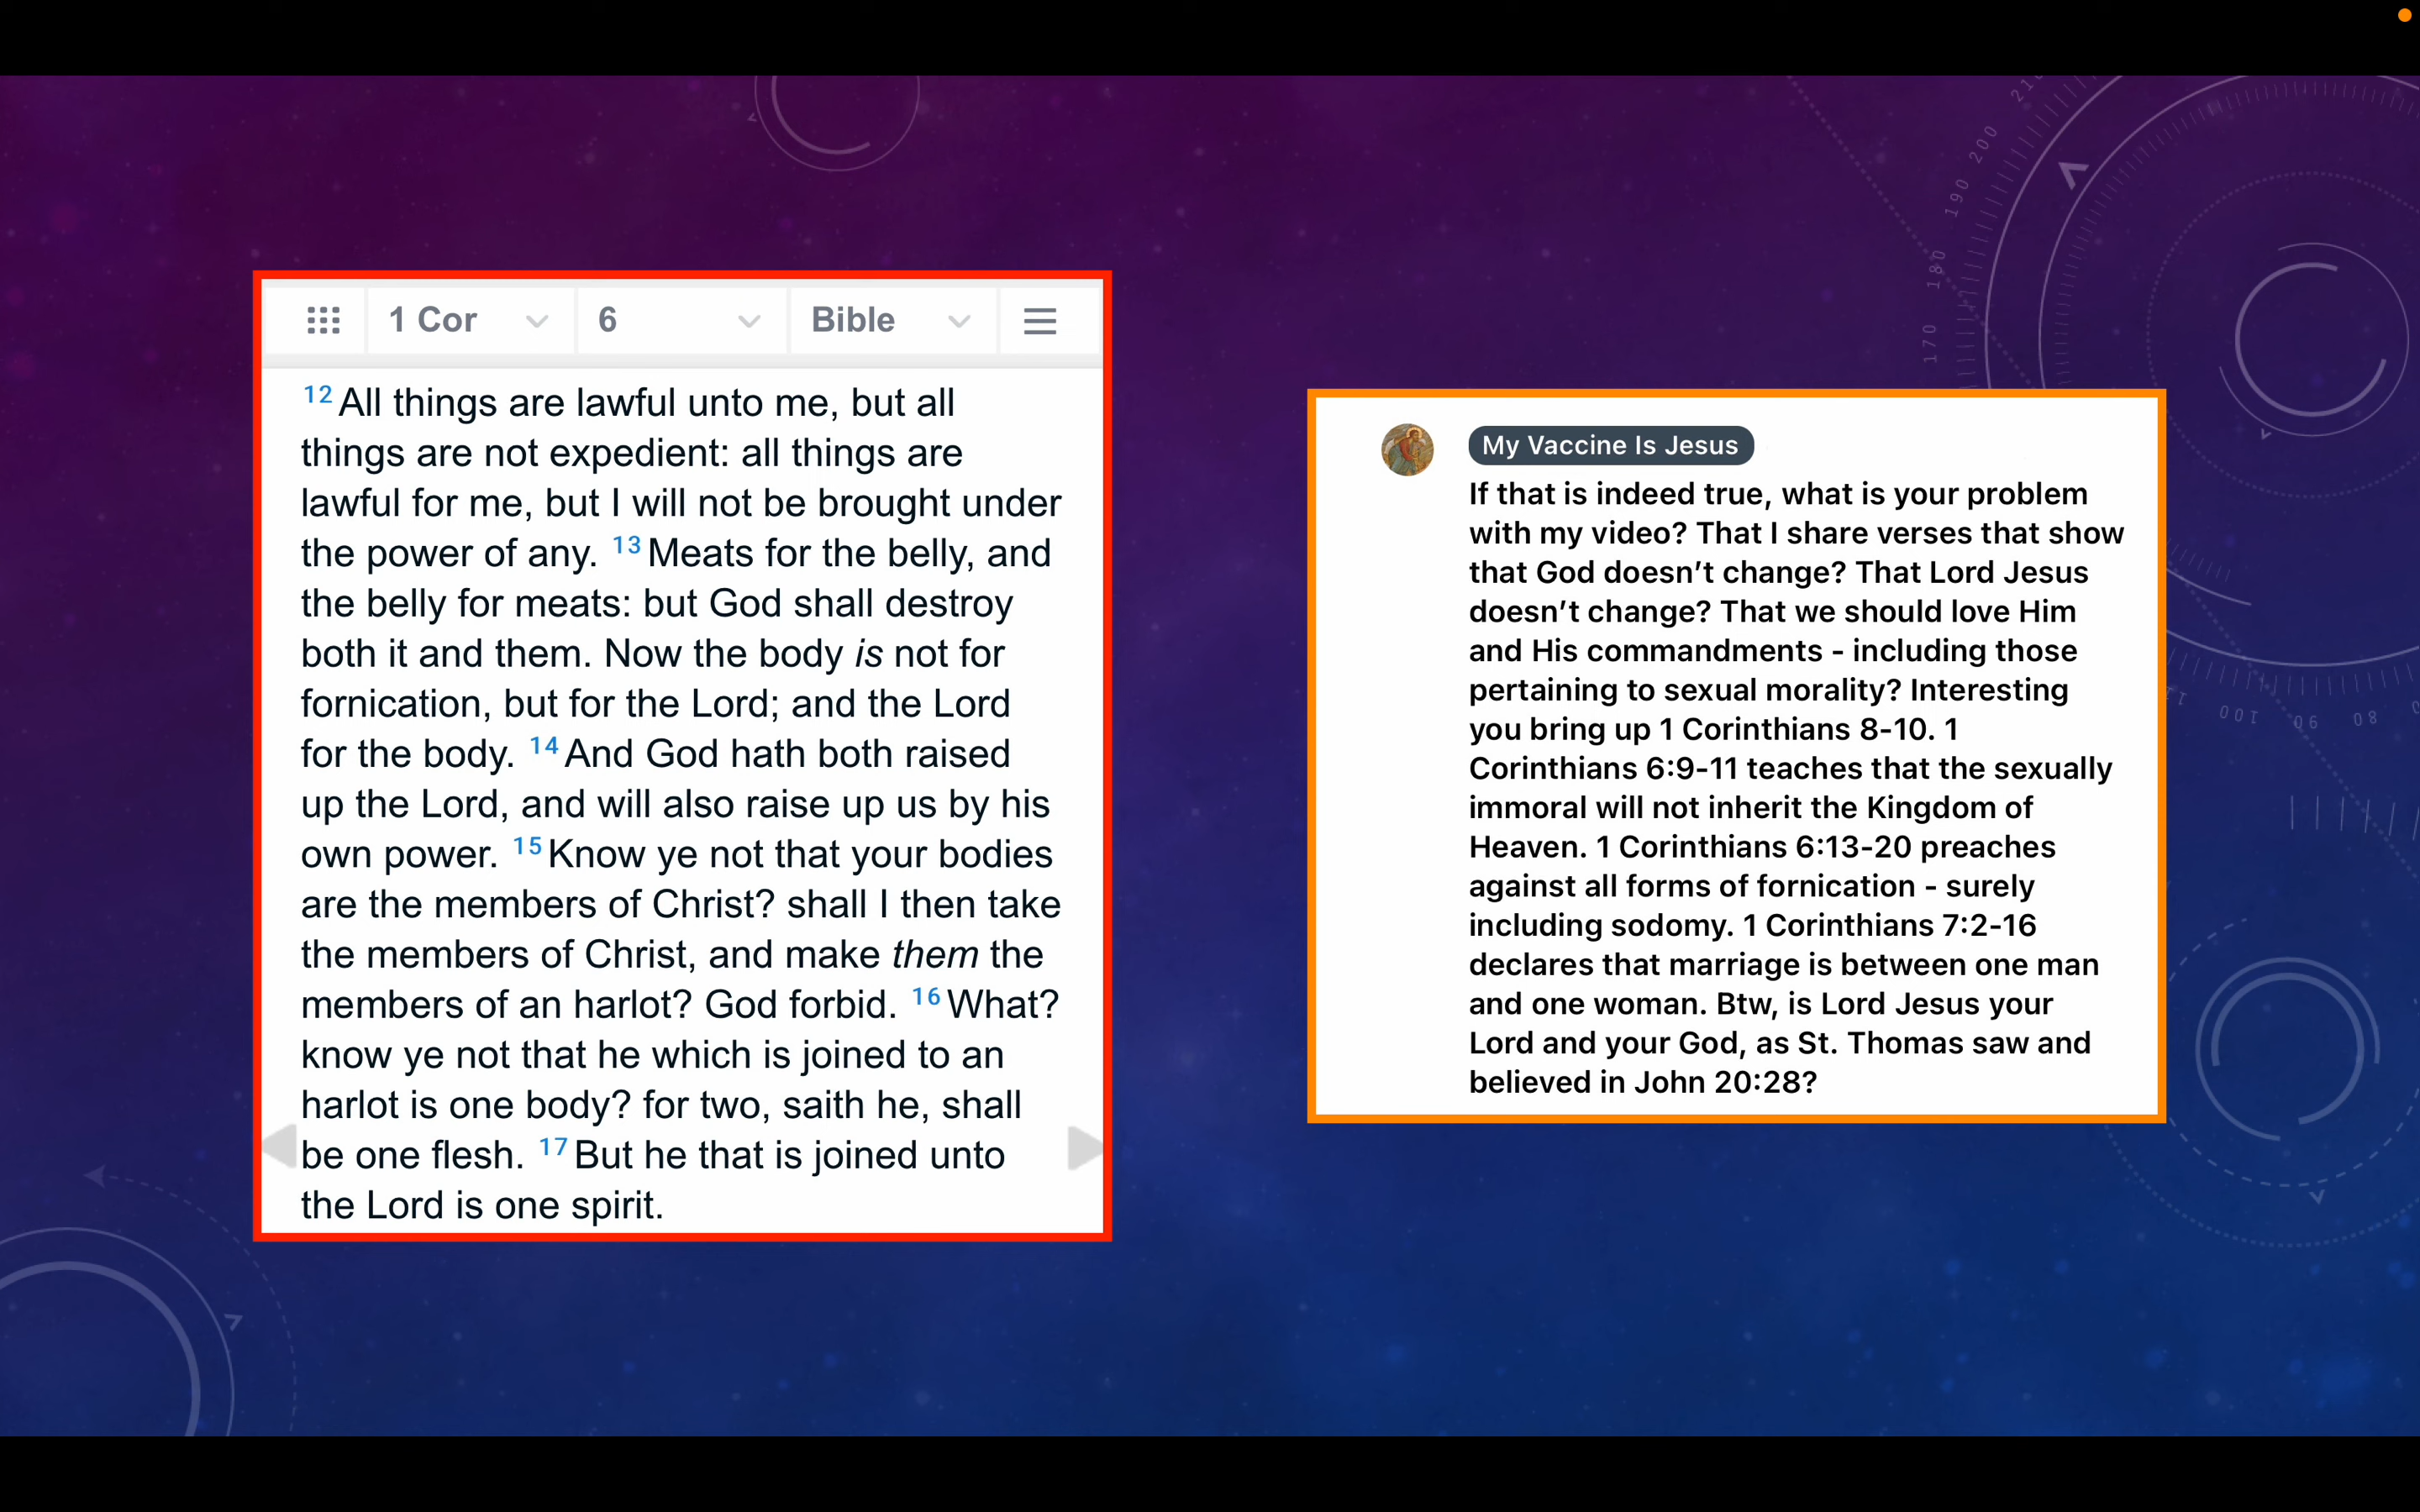 1 Cor 6 Bible
12 All things are lawful unto me, but all
things are not expedient: all things are
lawful for me, but I will not be brought under
the power of any. 13 Meats for the belly, and
the belly for meats: but God shall destroy
both it and them. Now the body is not for
fornication, but for the Lord; and the Lord
for the body. 14 And God hath both raised
up the Lord, and will also raise up us by his
own power. 15 Know ye not that your bodies
are the members of Christ? shall I then take
the members of Christ, and make them the
members of an harlot? God forbid. 16 What?
know ye not that he which is joined to an
harlot is one body? for two, saith he, shall
be one flesh. 17 But he that is joined unto
the Lord is one spirit.
My Vaccine Is Jesus
If that is indeed true, what is your problem
with my video? That I share verses that show
that God doesn’t change? That Lord Jesus
doesn’t change? That we should love Him
and His commandments - including those
pertaining to sexual morality? Interesting
you bring up 1 Corinthians 8-10. 1
Corinthians 6:9-11 teaches that the sexually
immoral will not inherit the Kingdom of
Heaven. 1 Corinthians 6:13-20 preaches
against all forms of fornication - surely
including sodomy. 1 Corinthians 7:2-16
declares that marriage is between one man
and one woman. Btw, is Lord Jesus your
Lord and your God, as St. Thomas saw and
believed in John 20:28?
200
190
180
170
100
90
80